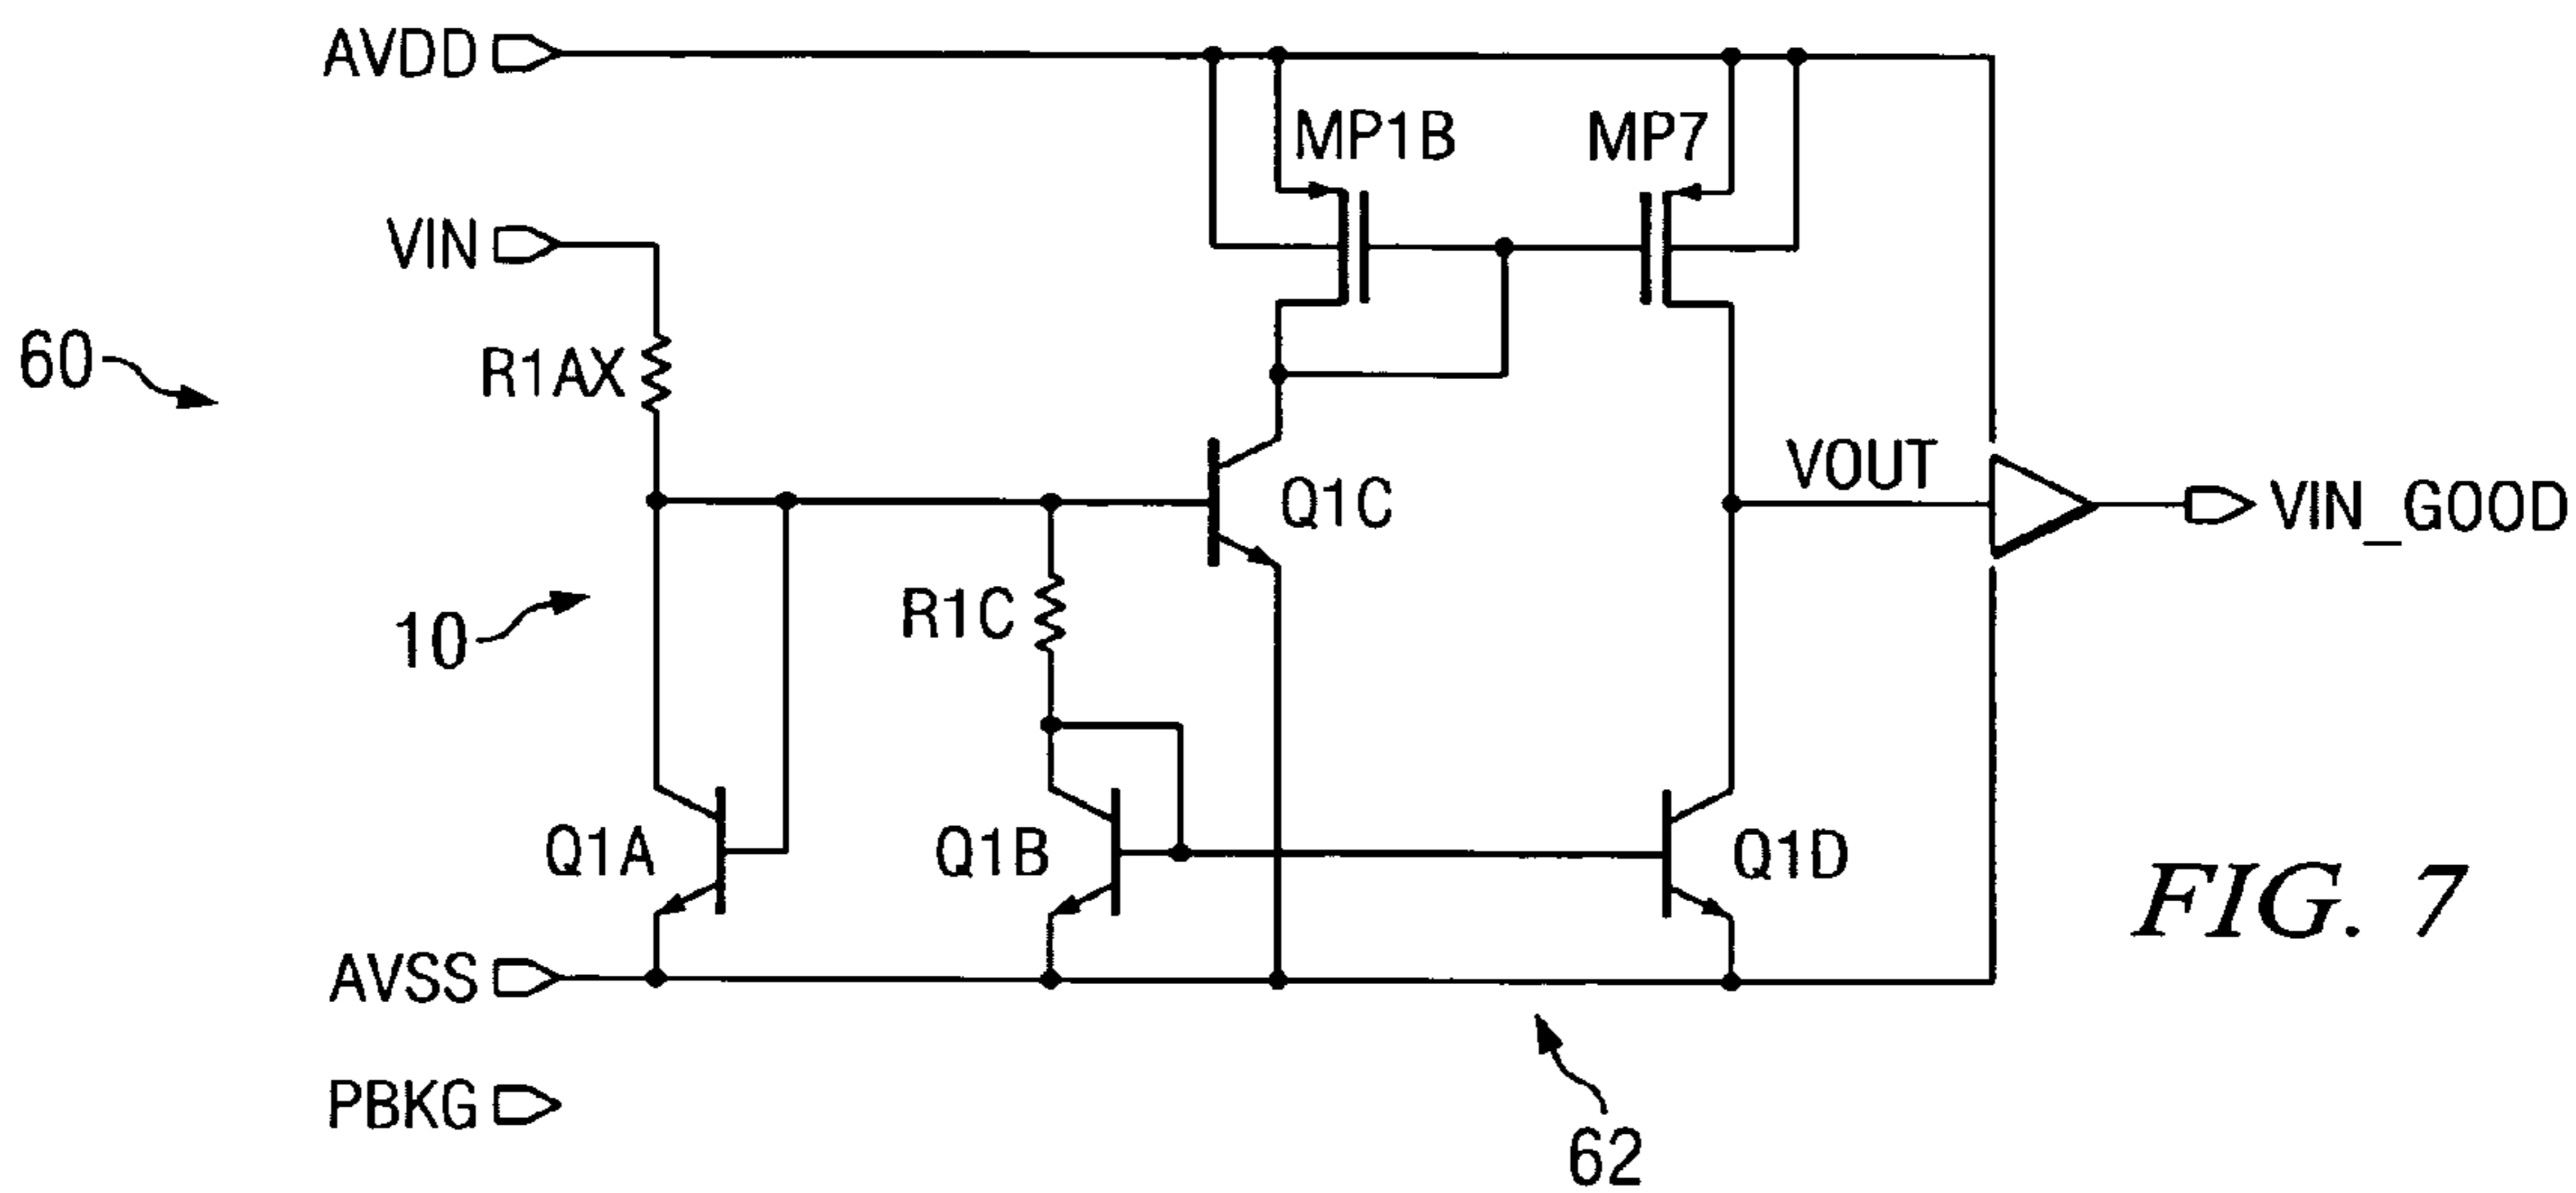 AVDD
MP1B
MP7
VIN
60
R1AX
VOUT
Q1C
VIN_GOOD
R1C
10
Q1A
Q1B
Q1D
FIG. 7
AVSS
PBKG
62